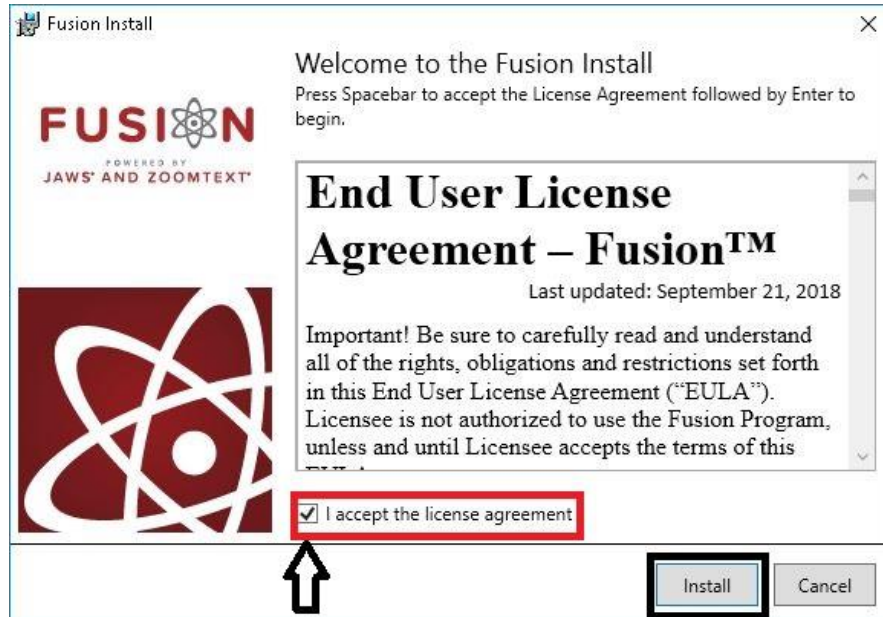 Fusion Install
Welcome to the Fusion Install
Press Spacebar to accept the License Agreement followed by Enter to
begin.
FUSION
POWERED BY
JAWS® AND ZOOMTEXT®
End User License
Agreement – Fusion™
Last updated: September 21, 2018
Important! Be sure to carefully read and understand
all of the rights, obligations and restrictions set forth
in this End User License Agreement (“EULA”).
Licensee is not authorized to use the Fusion Program,
unless and until Licensee accepts the terms of this
I accept the license agreement
Install
Cancel